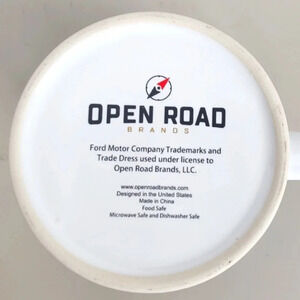 OPEN ROAD
BRANDS
Ford Motor Company Trademarks and
Trade Dress used under license to
Open Road Brands, LLC.
www.openroadbrands.com
Designed in the United States
Made in China
Food Safe
Microwave Safe and Dishwasher Safe